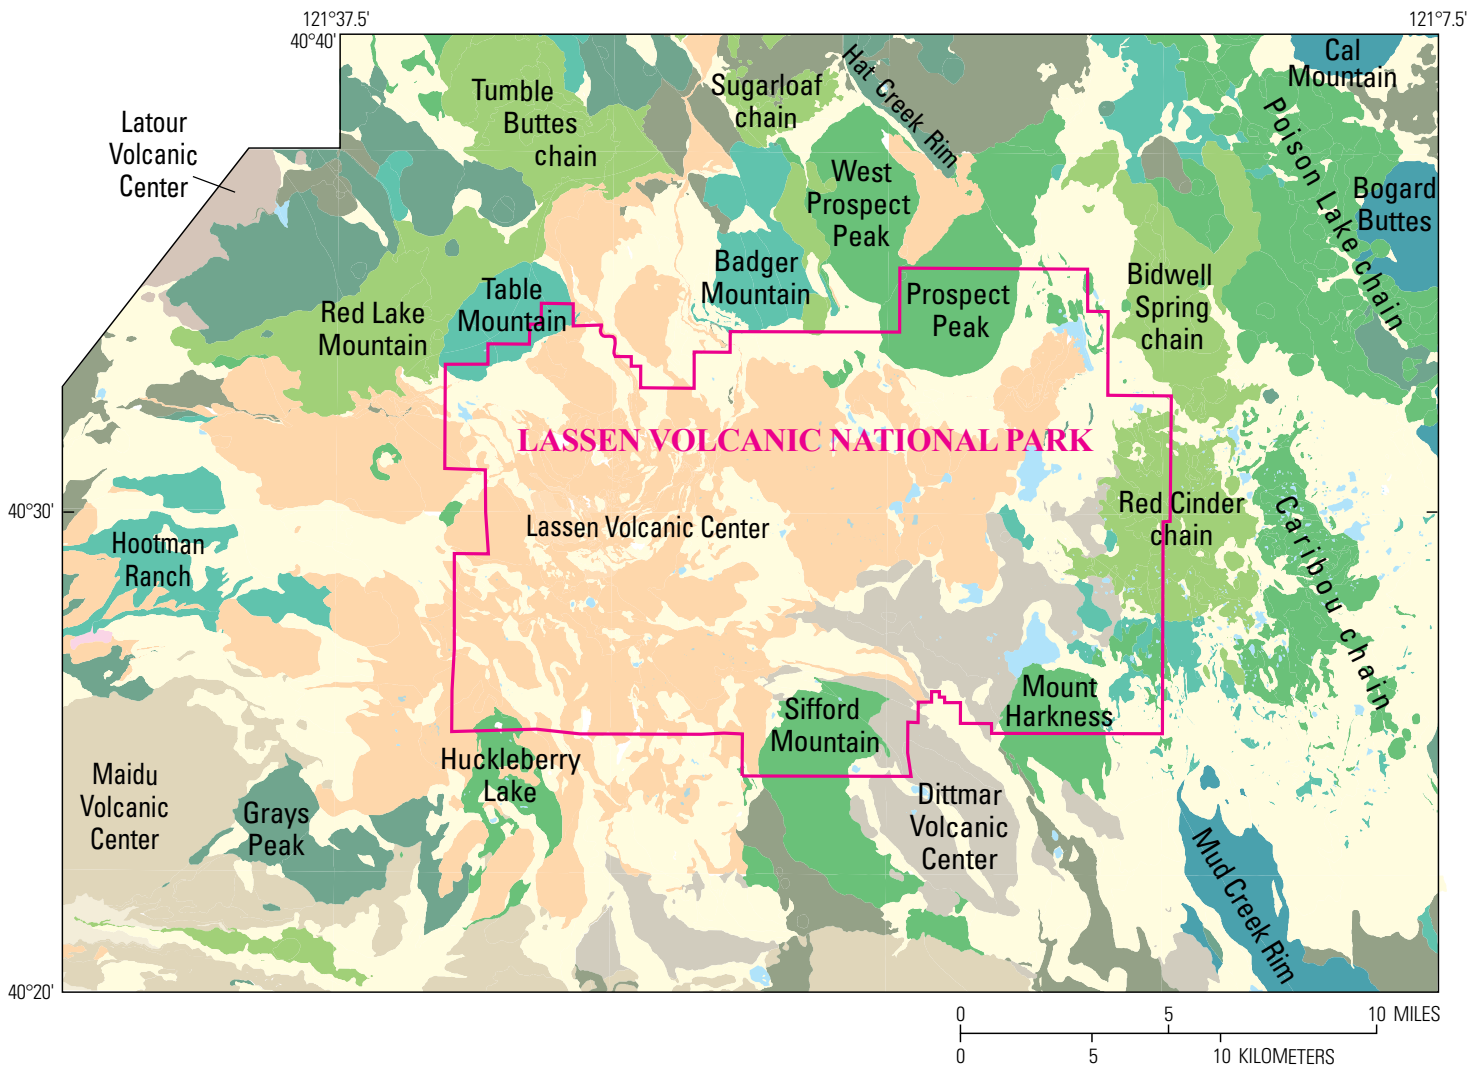 121°37.5'
121°7.5'
40°40'
Cal
Mountain
Hat Creek Rim
Sugarloaf
chain
Tumble
Buttes
chain
Poison Lake chain
Latour
Volcanic
Center
West
Prospect
Peak
Bogard
Buttes
Badger
Mountain
Bidwell
Spring
chain
Table
Mountain
Prospect
Peak
Red Lake
Mountain
LASSEN VOLCANIC NATIONAL PARK
40°30'
Lassen Volcanic Center
Red Cinder
chain
Caribou chain
Hootman
Ranch
Mount
Harkness
Sifford
Mountain
Huckleberry
Lake
Maidu
Volcanic
Center
Grays
Peak
Dittmar
Volcanic
Center
Mud Creek Rim
40°20'
0 5 10 MILES
0 5 10 KILOMETERS